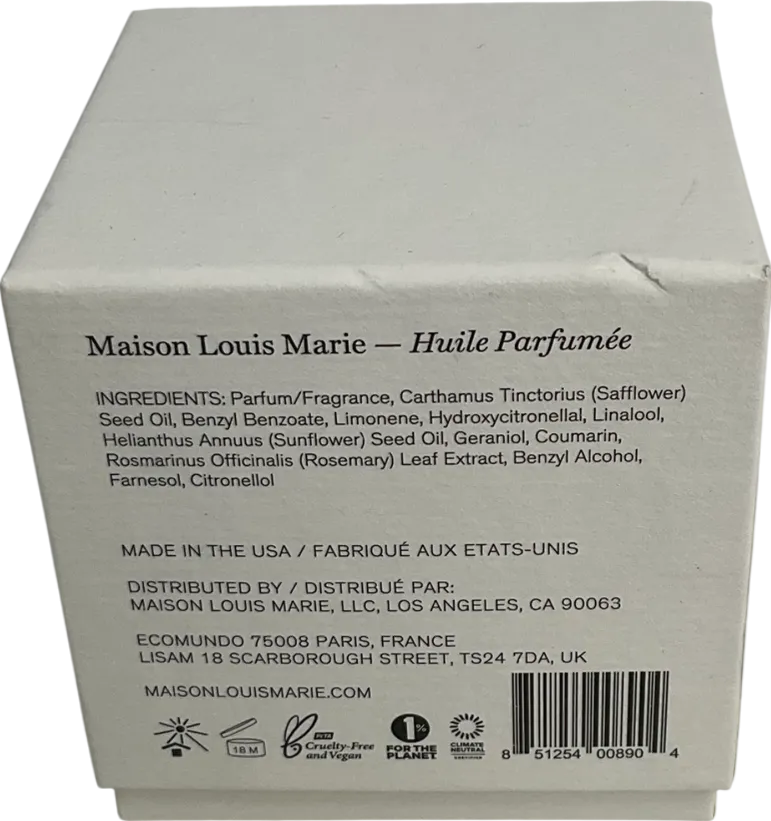 Maison Louis Marie — Huile Parfumée
INGREDIENTS: Parfum/Fragrance, Carthamus Tinctorius (Safflower)
Seed Oil, Benzyl Benzoate, Limonene, Hydroxycitronellal, Linalool,
Helianthus Annuus (Sunflower) Seed Oil, Geraniol, Coumarin,
Rosmarinus Officinalis (Rosemary) Leaf Extract, Benzyl Alcohol,
Farnesol, Citronellol
MADE IN THE USA / FABRIQUÉ AUX ETATS-UNIS
DISTRIBUTED BY / DISTRIBUÉ PAR:
MAISON LOUIS MARIE, LLC, LOS ANGELES, CA 90063
ECOMUNDO 75008 PARIS, FRANCE
LISAM 18 SCARBOROUGH STREET, TS24 7DA, UK
MAISONLOUISMARIE.COM
18 M
PETA
Cruelty-Free
and Vegan
1%
FOR THE
PLANET
CLIMATE
NEUTRAL
CERTIFIED
8 51254 00890 4